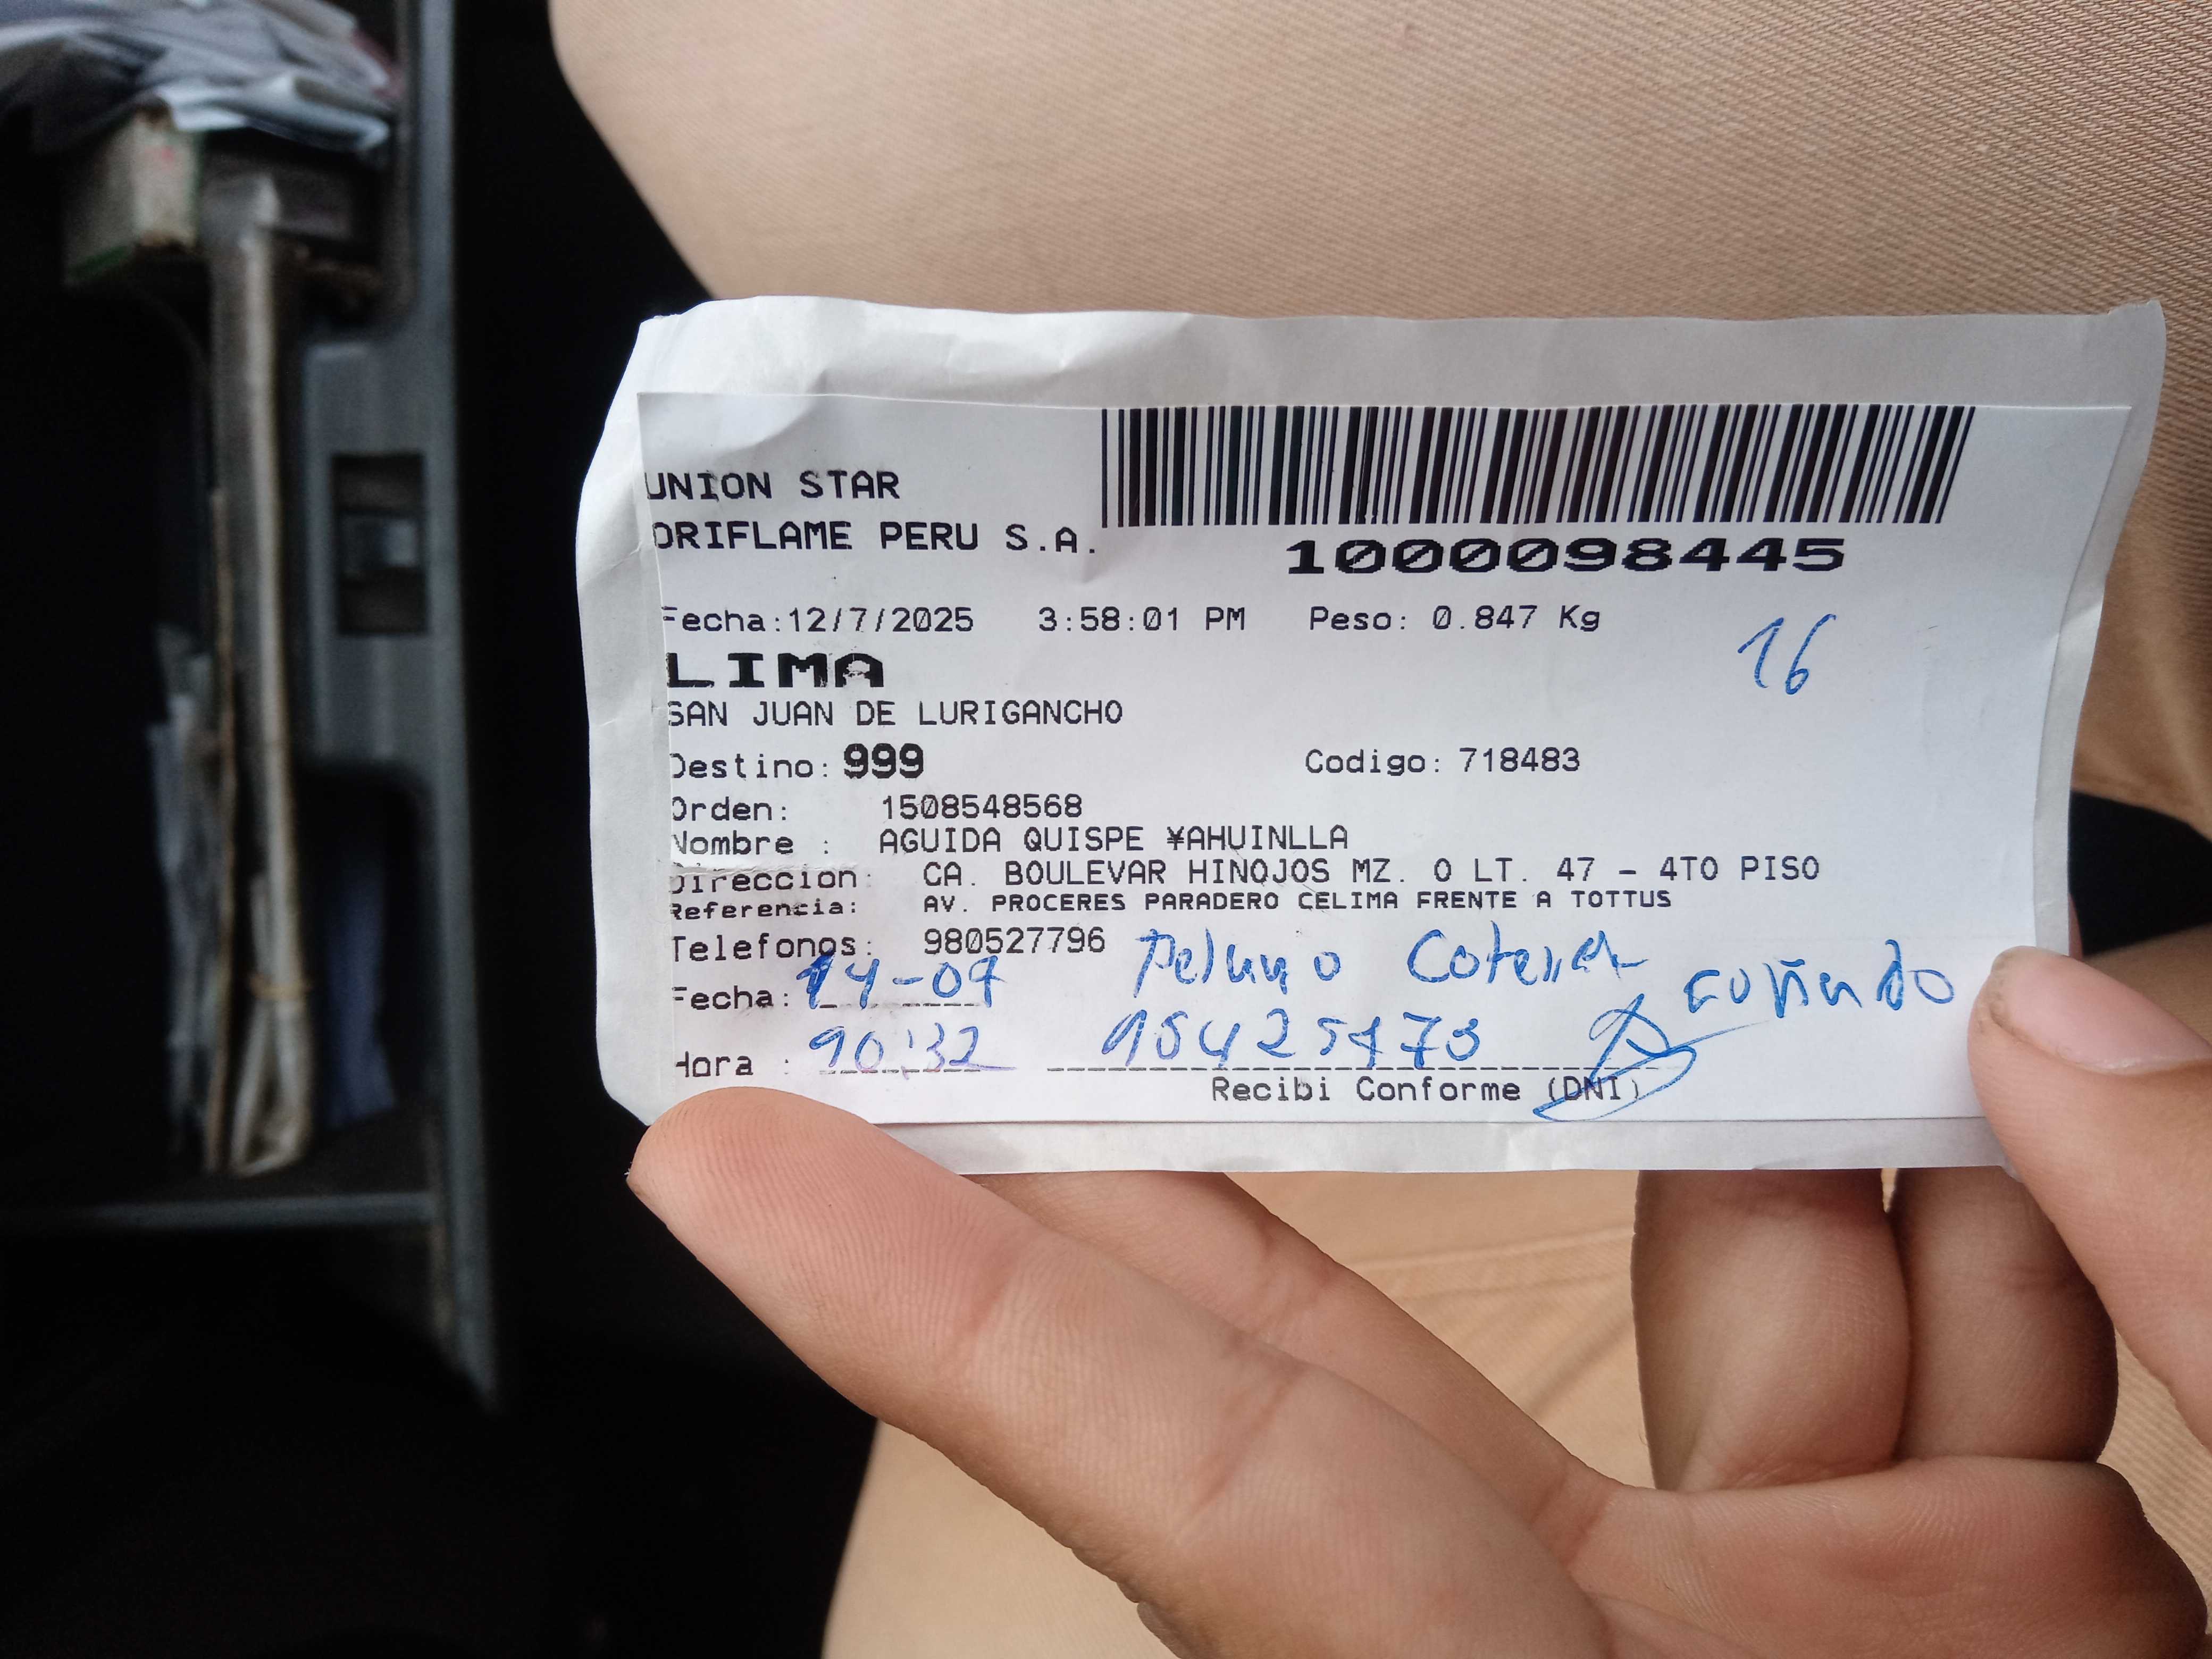 UNION STAR
ORIFLAME PERU S.A.
1000098445
Fecha:12/7/2025 3:58:01 PM Peso: 0.847 Kg
16
LIMA
SAN JUAN DE LURIGANCHO
Destino: 999 Codigo: 718483
Orden: 1508548568
Nombre : AGUIDA QUISPE ¥AHUINLLA
Direccion: CA. BOULEVAR HINOJOS MZ. O LT. 47 - 4TO PISO
Referencia: AV. PROCERES PARADERO CELIMA FRENTE A TOTTUS
Telefonos: 980527796
Fecha: 14-07 cuñado
Hora : 10:32
Recibi Conforme (DNI)